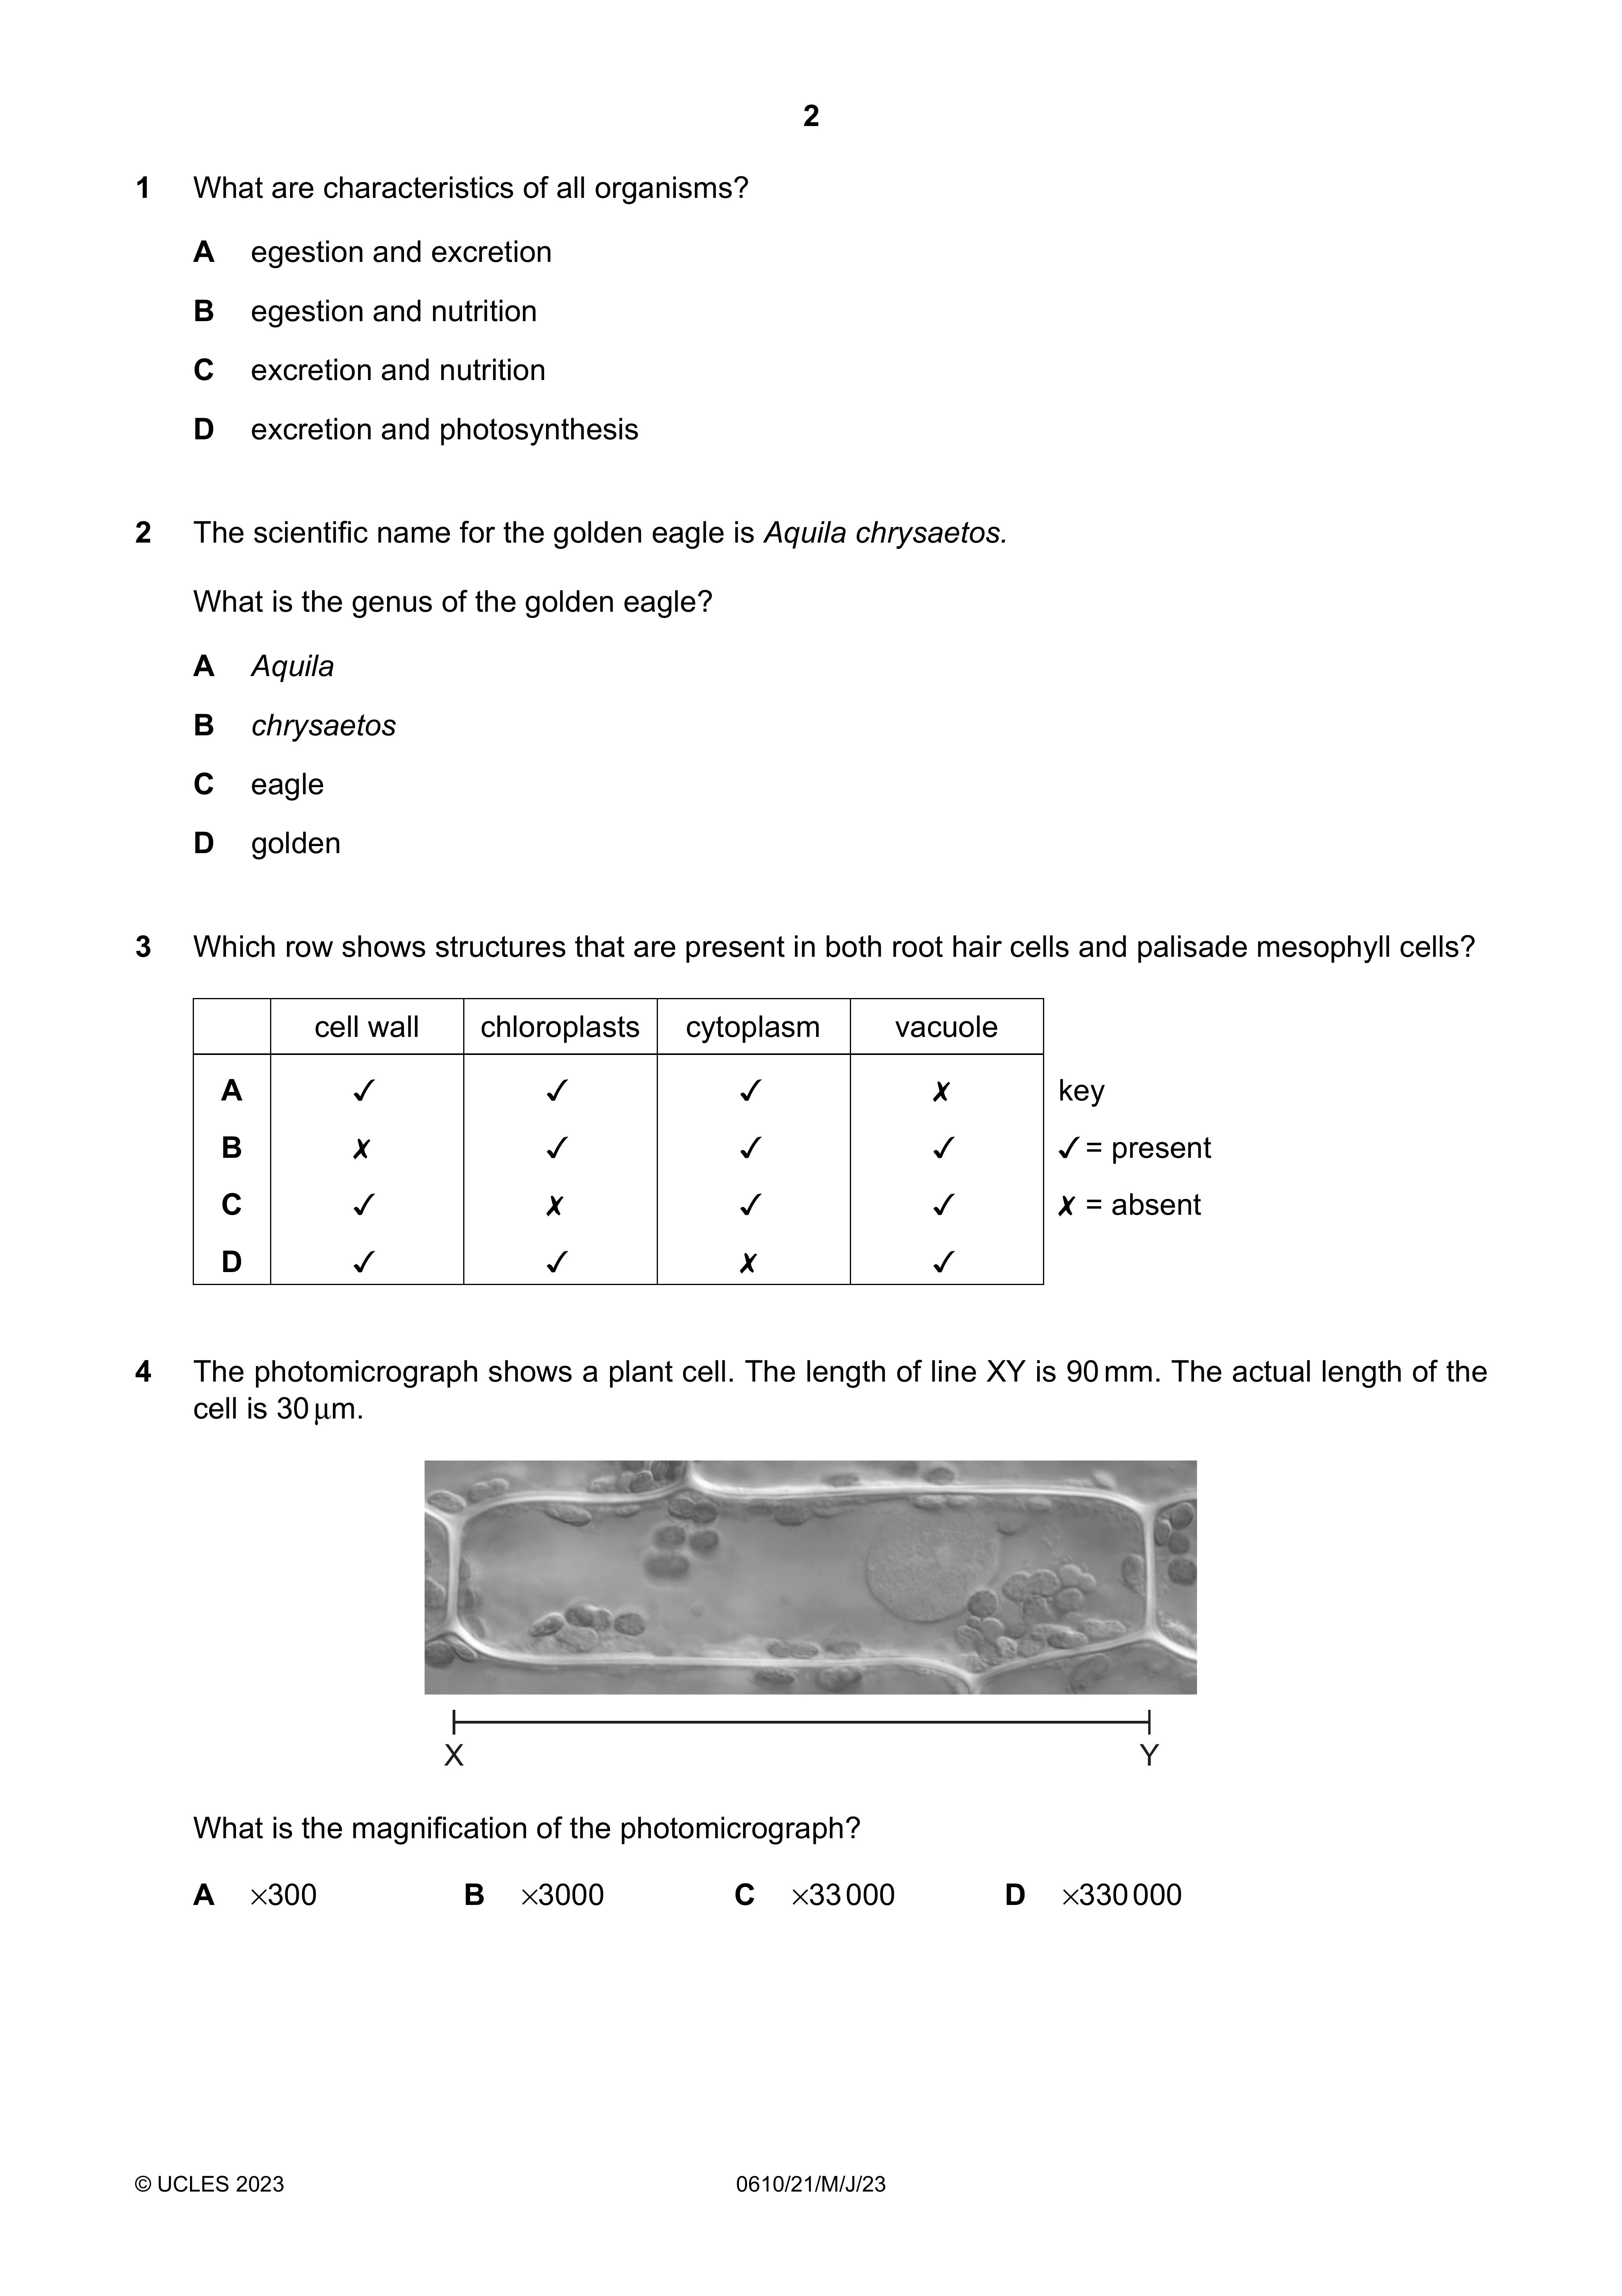 2
1 What are characteristics of all organisms?
A egestion and excretion
B egestion and nutrition
C excretion and nutrition
D excretion and photosynthesis
2 The scientific name for the golden eagle is Aquila chrysaetos.
What is the genus of the golden eagle?
A Aquila
B chrysaetos
C eagle
D golden
3 Which row shows structures that are present in both root hair cells and palisade mesophyll cells?
cell wall chloroplasts cytoplasm vacuole
A ✓ ✓ ✓ ✗ key
B ✗ ✓ ✓ ✓ ✓ = present
C ✓ ✗ ✓ ✓ ✗ = absent
D ✓ ✓ ✗ ✓
4 The photomicrograph shows a plant cell. The length of line XY is 90 mm. The actual length of the
cell is 30 μm.
X Y
What is the magnification of the photomicrograph?
A ×300 B ×3000 C ×33 000 D ×330 000
© UCLES 2023 0610/21/M/J/23